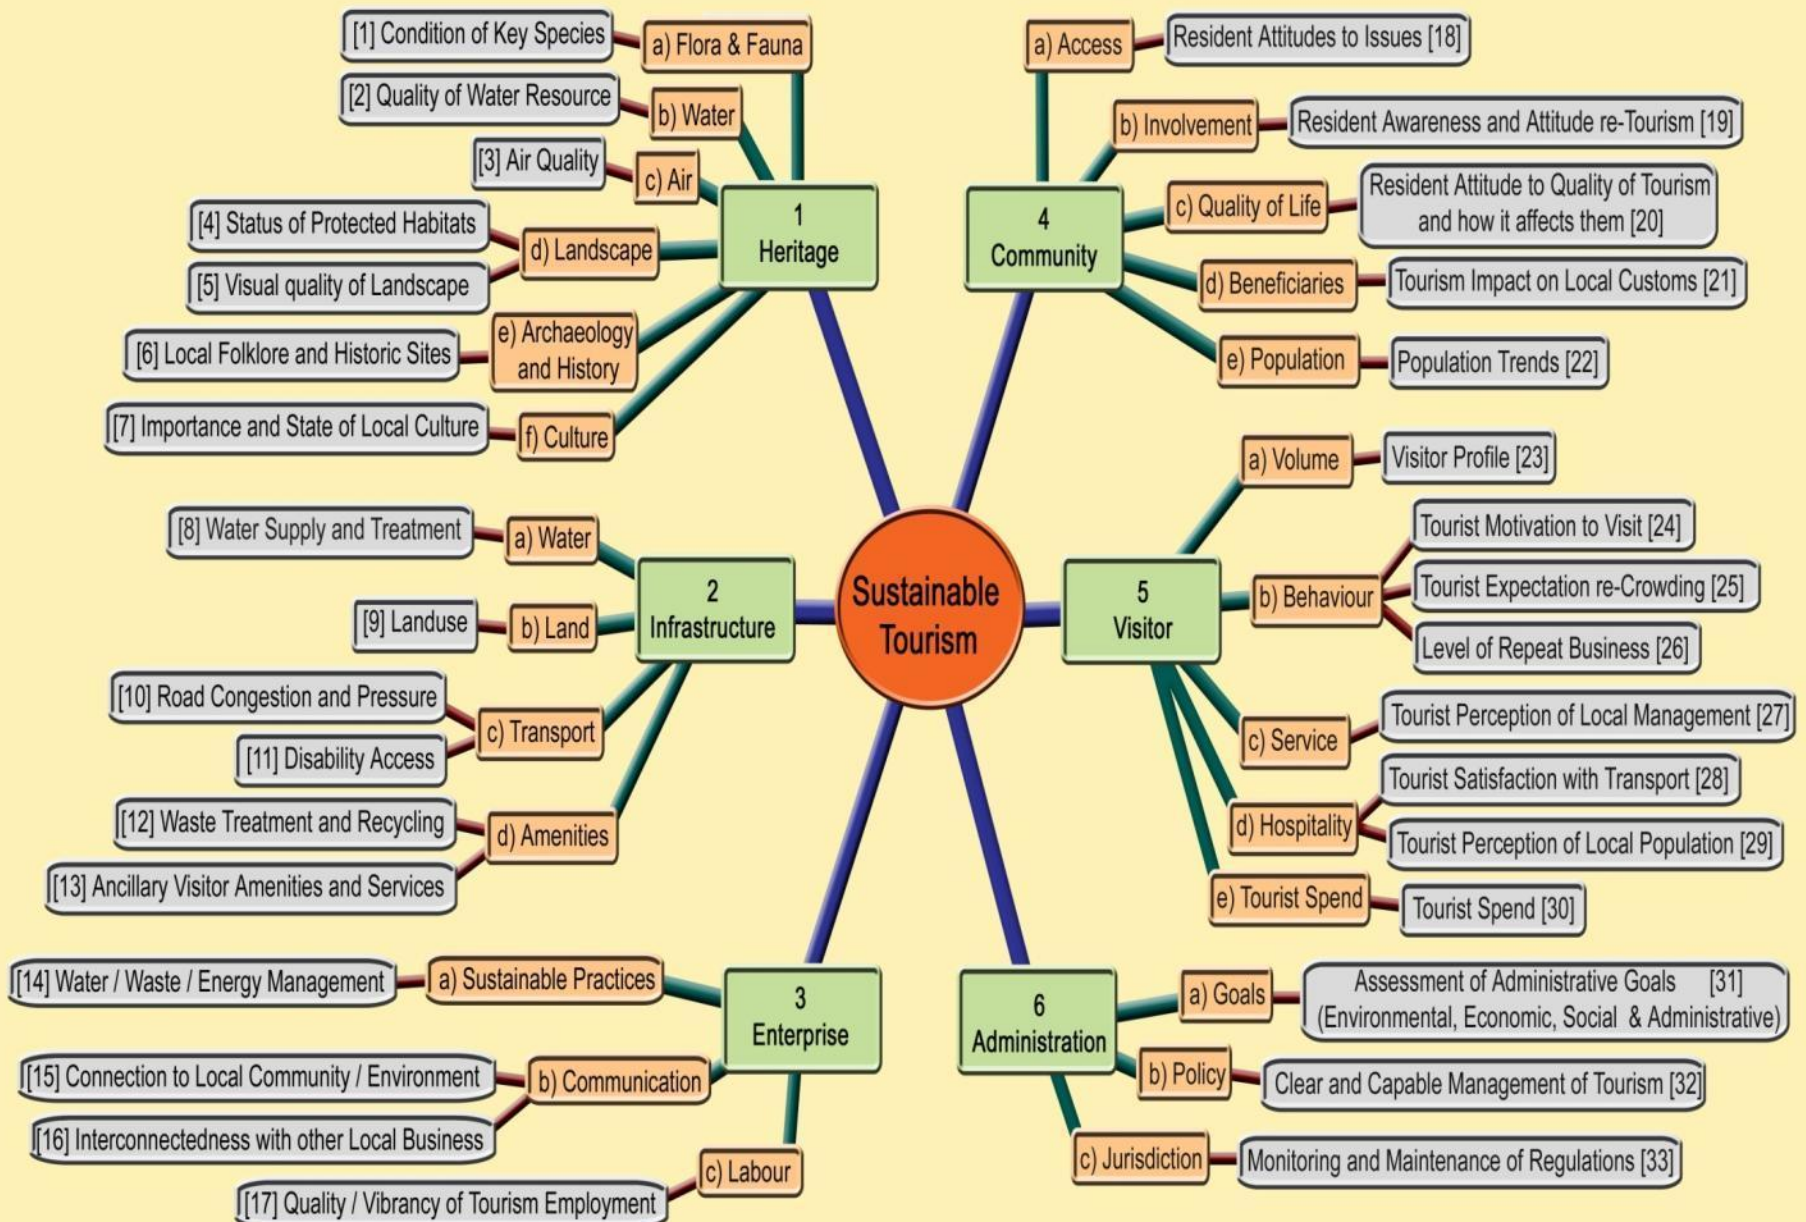 [1] Condition of Key Species
a) Flora & Fauna
[2] Quality of Water Resource
b) Water
[3] Air Quality
c) Air
[4] Status of Protected Habitats
[5] Visual quality of Landscape
d) Landscape
[6] Local Folklore and Historic Sites
e) Archaeology
and History
[7] Importance and State of Local Culture
f) Culture
1
Heritage
[8] Water Supply and Treatment
a) Water
[9] Landuse
b) Land
[10] Road Congestion and Pressure
[11] Disability Access
c) Transport
[12] Waste Treatment and Recycling
[13] Ancillary Visitor Amenities and Services
d) Amenities
2
Infrastructure
[14] Water / Waste / Energy Management
a) Sustainable Practices
[15] Connection to Local Community / Environment
[16] Interconnectedness with other Local Business
b) Communication
[17] Quality / Vibrancy of Tourism Employment
c) Labour
3
Enterprise
Sustainable
Tourism
4
Community
a) Access
Resident Attitudes to Issues [18]
b) Involvement
Resident Awareness and Attitude re-Tourism [19]
c) Quality of Life
Resident Attitude to Quality of Tourism
and how it affects them [20]
d) Beneficiaries
Tourism Impact on Local Customs [21]
e) Population
Population Trends [22]
5
Visitor
a) Volume
Visitor Profile [23]
b) Behaviour
Tourist Motivation to Visit [24]
Tourist Expectation re-Crowding [25]
Level of Repeat Business [26]
c) Service
Tourist Perception of Local Management [27]
d) Hospitality
Tourist Satisfaction with Transport [28]
Tourist Perception of Local Population [29]
e) Tourist Spend
Tourist Spend [30]
6
Administration
a) Goals
Assessment of Administrative Goals [31]
(Environmental, Economic, Social & Administrative)
b) Policy
Clear and Capable Management of Tourism [32]
c) Jurisdiction
Monitoring and Maintenance of Regulations [33]